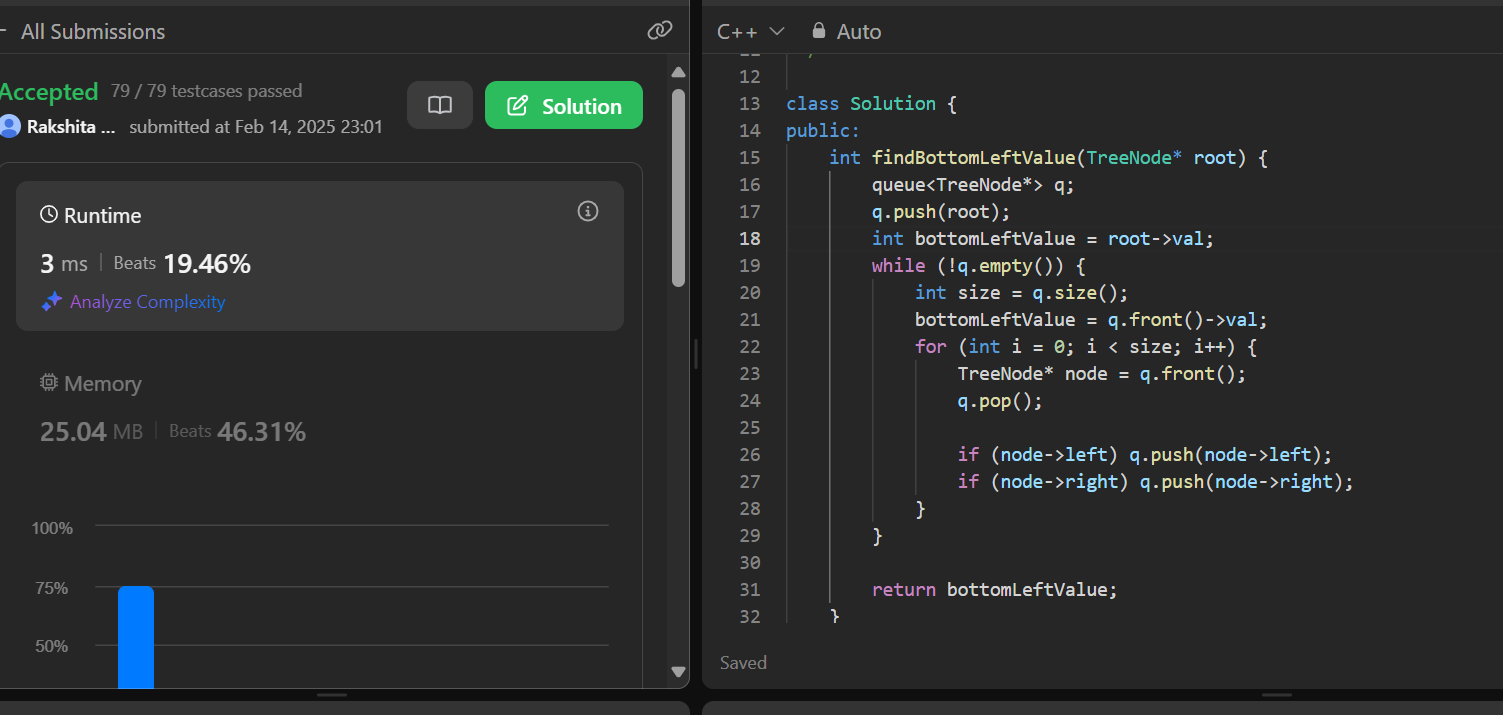 All Submissions
Accepted 79 / 79 testcases passed
Rakshita ... submitted at Feb 14, 2025 23:01
Solution
Runtime
3 ms | Beats 19.46%
Analyze Complexity
Memory
25.04 MB | Beats 46.31%
100%
75%
50%
C++ Auto
12
13 class Solution {
14 public:
15     int findBottomLeftValue(TreeNode* root) {
16         queue<TreeNode*> q;
17         q.push(root);
18         int bottomLeftValue = root->val;
19         while (!q.empty()) {
20             int size = q.size();
21             bottomLeftValue = q.front()->val;
22             for (int i = 0; i < size; i++) {
23                 TreeNode* node = q.front();
24                 q.pop();
25
26                 if (node->left) q.push(node->left);
27                 if (node->right) q.push(node->right);
28             }
29         }
30
31         return bottomLeftValue;
32     }
Saved